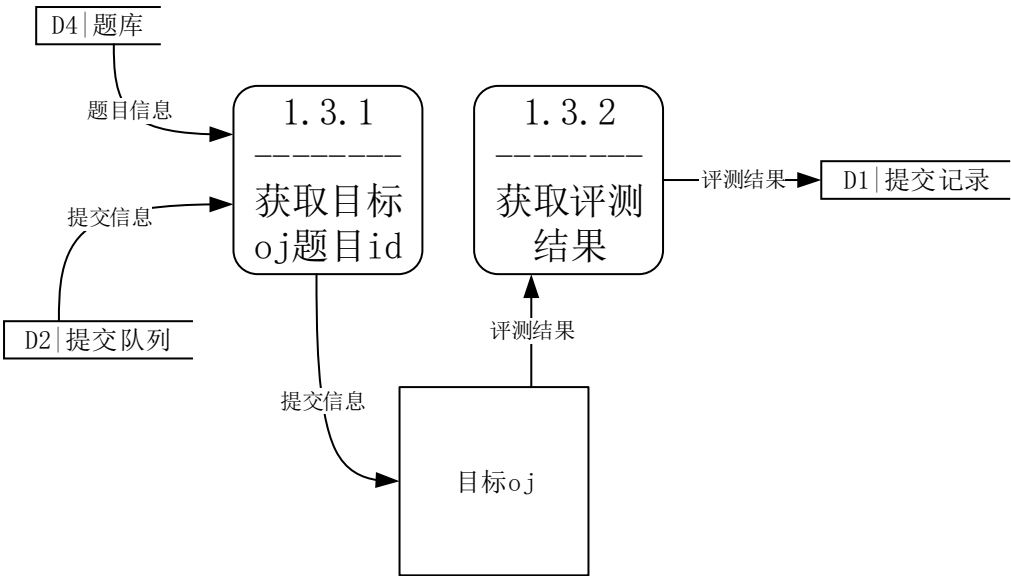 D4|题库
题目信息
1.3.1
--------
获取目标
oj题目id
1.3.2
--------
获取评测
结果
评测结果
D1|提交记录
提交信息
D2|提交队列
评测结果
提交信息
目标oj